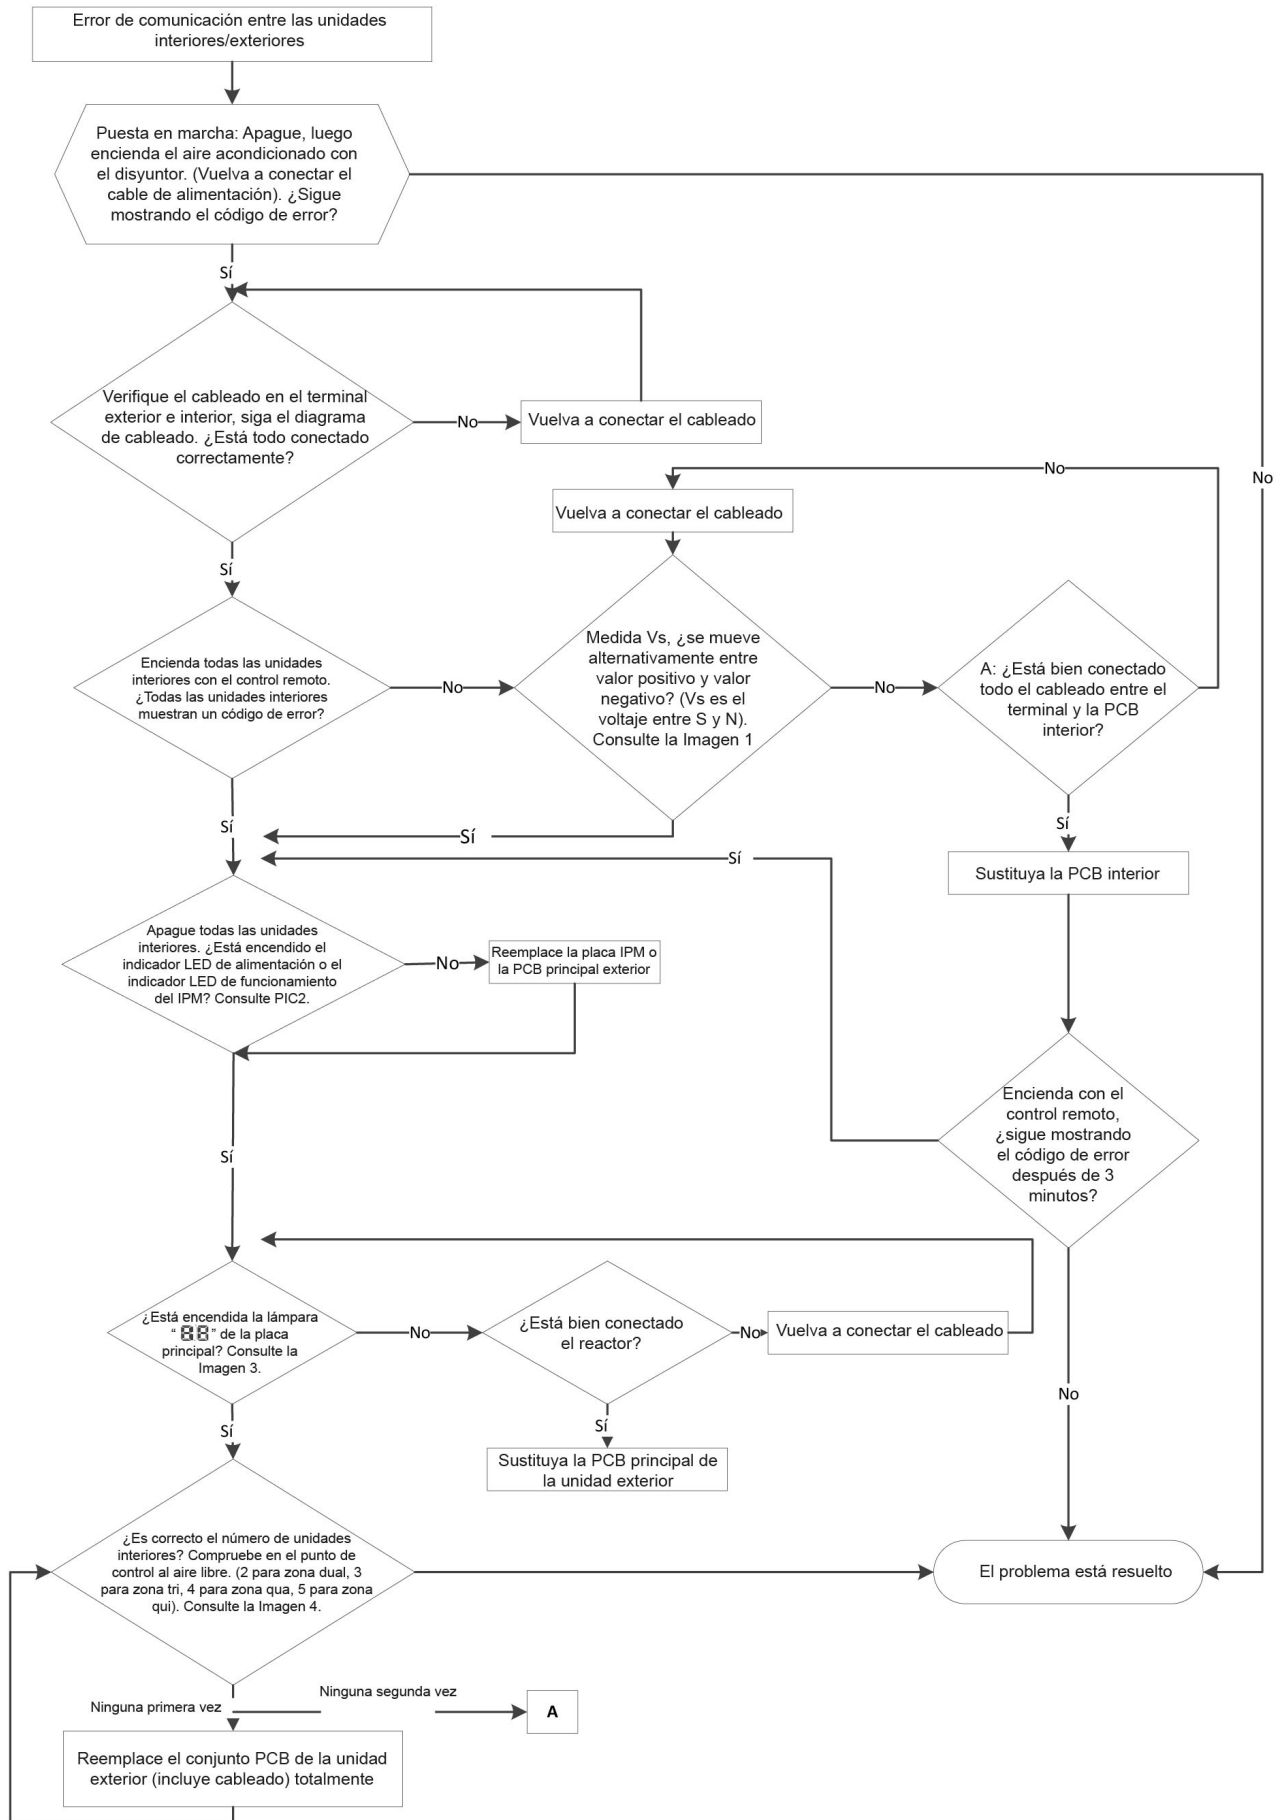 Error de comunicación entre las unidades
interiores/exteriores
Puesta en marcha: Apague, luego
encienda el aire acondicionado con
el disyuntor. (Vuelva a conectar el
cable de alimentación). ¿Sigue
mostrando el código de error?
Sí
Verifique el cableado en el terminal
exterior e interior, siga el diagrama
de cableado. ¿Está todo conectado
correctamente?
No
Vuelva a conectar el cableado
No
No
Vuelva a conectar el cableado
Sí
Encienda todas las unidades
interiores con el control remoto.
¿Todas las unidades interiores
muestran un código de error?
No
Medida Vs, ¿se mueve
alternativamente entre
valor positivo y valor
negativo? (Vs es el
voltaje entre S y N).
Consulte la Imagen 1
No
A: ¿Está bien conectado
todo el cableado entre el
terminal y la PCB
interior?
Sí
Sí
Sí
Sí
Sustituya la PCB interior
Apague todas las unidades
interiores. ¿Está encendido el
indicador LED de alimentación o el
indicador LED de funcionamiento
del IPM? Consulte PIC2.
No
Reemplace la placa IPM o
la PCB principal exterior
Encienda con el
control remoto,
¿sigue mostrando
el código de error
después de 3
minutos?
Sí
¿Está encendida la lámpara
“ 88 ” de la placa
principal? Consulte la
Imagen 3.
No
¿Está bien conectado
el reactor?
No
Vuelva a conectar el cableado
No
Sí
Sí
Sustituya la PCB principal de
la unidad exterior
¿Es correcto el número de unidades
interiores? Compruebe en el punto de
control al aire libre. (2 para zona dual, 3
para zona tri, 4 para zona qua, 5 para zona
qui). Consulte la Imagen 4.
El problema está resuelto
Ninguna primera vez
Ninguna segunda vez
A
Reemplace el conjunto PCB de la unidad
exterior (incluye cableado) totalmente